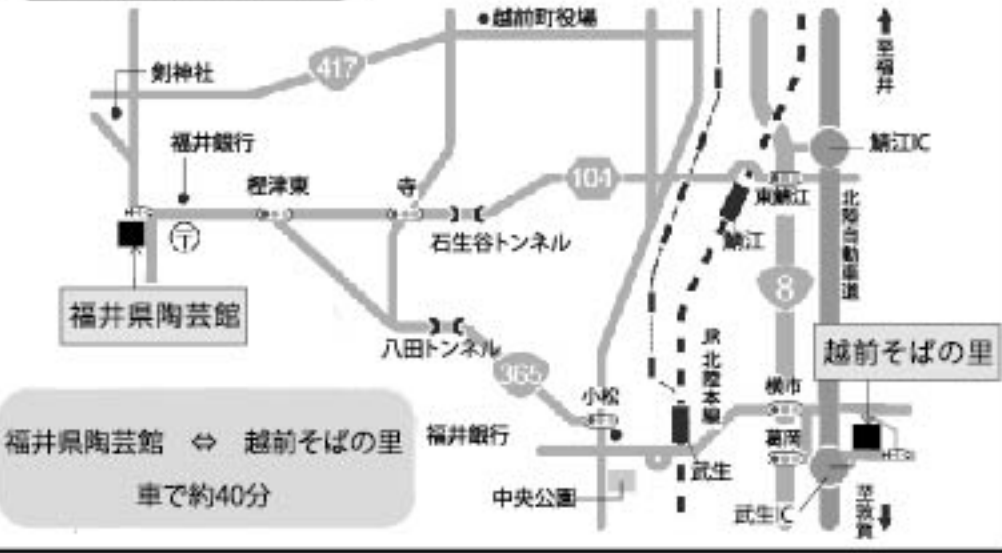 越前町役場
至福井
剣神社
417
福井銀行
鯖江IC
樫津東
寺
101
東鯖江
〒
石生谷トンネル
鯖江
北陸自動車道
8
福井県陶芸館
八田トンネル
JR北陸本線
越前そばの里
365
小松
横市
福井県陶芸館 ⇔ 越前そばの里
車で約40分
福井銀行
葛岡
武生
中央公園
武生IC
至敦賀